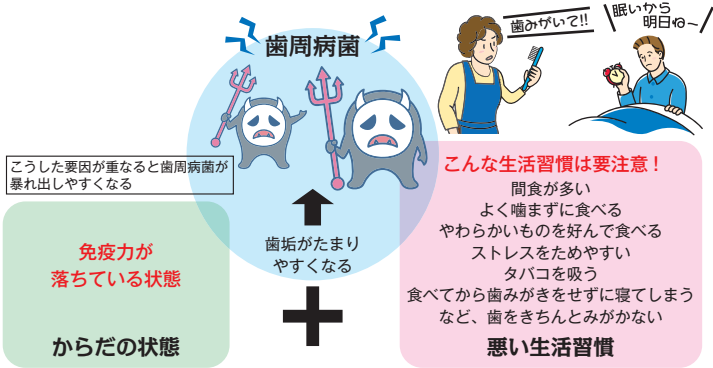 歯周病菌
歯みがいて!!
眠いから
明日ねー
こうした要因が重なると歯周病菌が
暴れ出しやすくなる
免疫力が
落ちている状態
からだの状態
歯垢がたまり
やすくなる
こんな生活習慣は要注意！
間食が多い
よく噛まずに食べる
やわらかいものを好んで食べる
ストレスをためやすい
タバコを吸う
食べてから歯みがきをせずに寝てしまう
など、歯をきちんとみがかない
悪い生活習慣